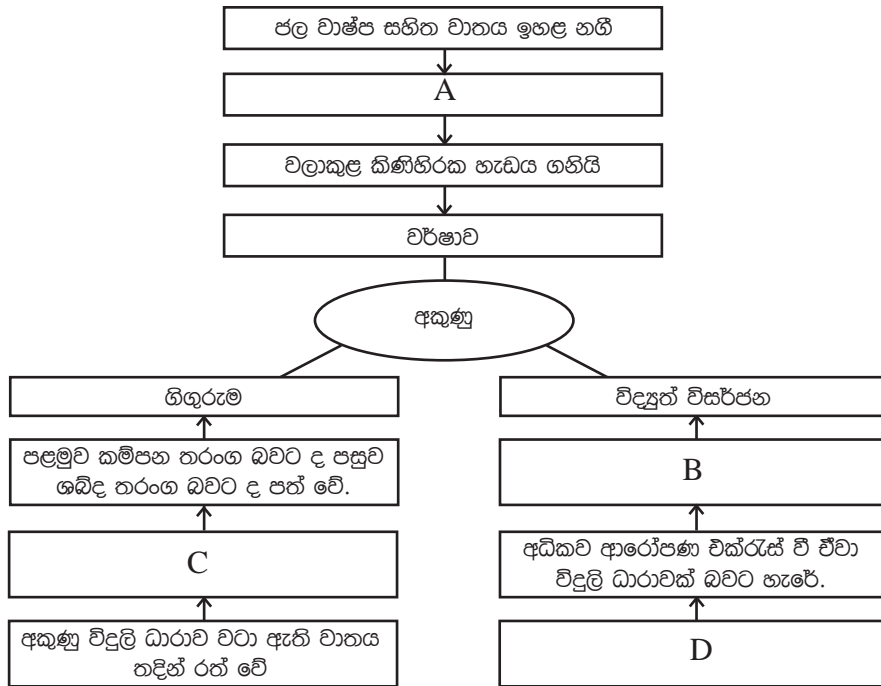 ජල වාෂ්ප සහිත වාතය ඉහළ නගී
A
වලාකුළ කිණිහිරක හැඩය ගනියි
වර්ෂාව
අකුණු
ගිගුරුම
පළමුව කම්පන තරංග බවට ද පසුව
ශබ්ද තරංග බවට ද පත් වේ.
C
අකුණු විදුලි ධාරාව වටා ඇති වාතය
තදින් රත් වේ
විද්‍යුත් විසර්ජන
B
අධිකව ආරෝපණ එක්රැස් වී ඒවා
විදුලි ධාරාවක් බවට හැරේ.
D